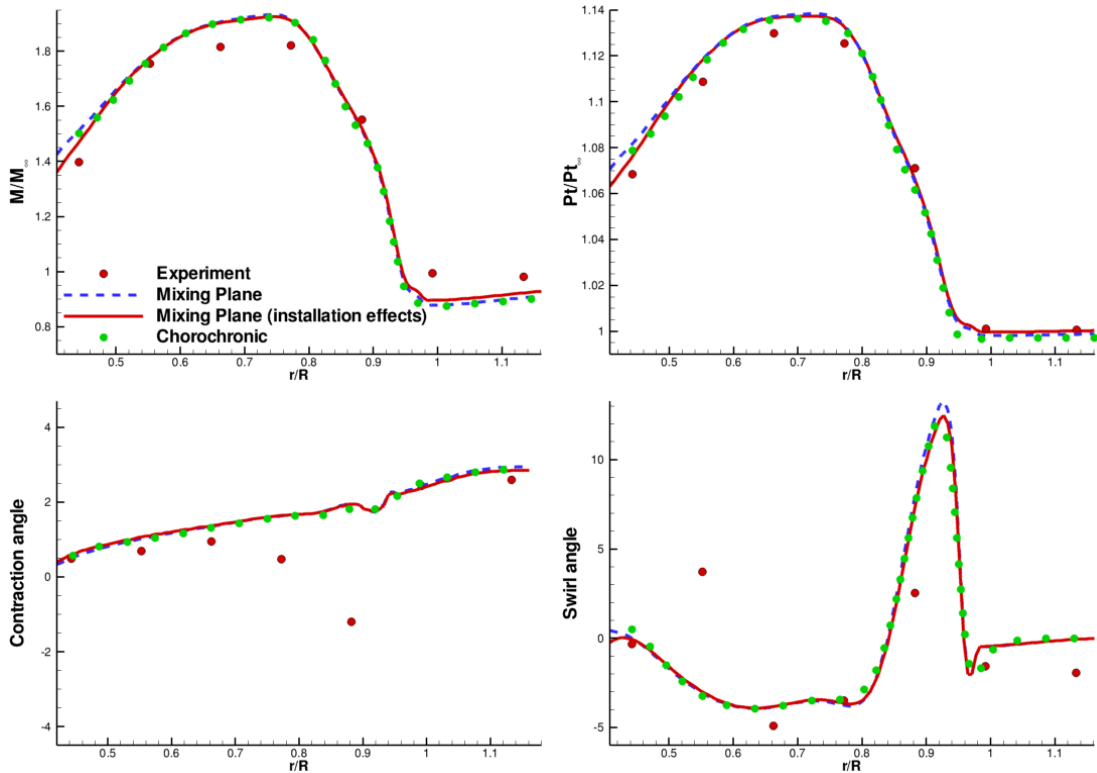 M/M∞
1.8
1.6
1.4
1.2
1
0.8
Experiment
Mixing Plane
Mixing Plane (installation effects)
Chorochronic
0.5 0.6 0.7 0.8 0.9 1 1.1
r/R
Pt/Pt∞
1.14
1.12
1.1
1.08
1.06
1.04
1.02
1
0.5 0.6 0.7 0.8 0.9 1 1.1
r/R
Contraction angle
4
2
0
-2
-4
0.5 0.6 0.7 0.8 0.9 1 1.1
r/R
Swirl angle
10
5
0
-5
0.5 0.6 0.7 0.8 0.9 1 1.1
r/R